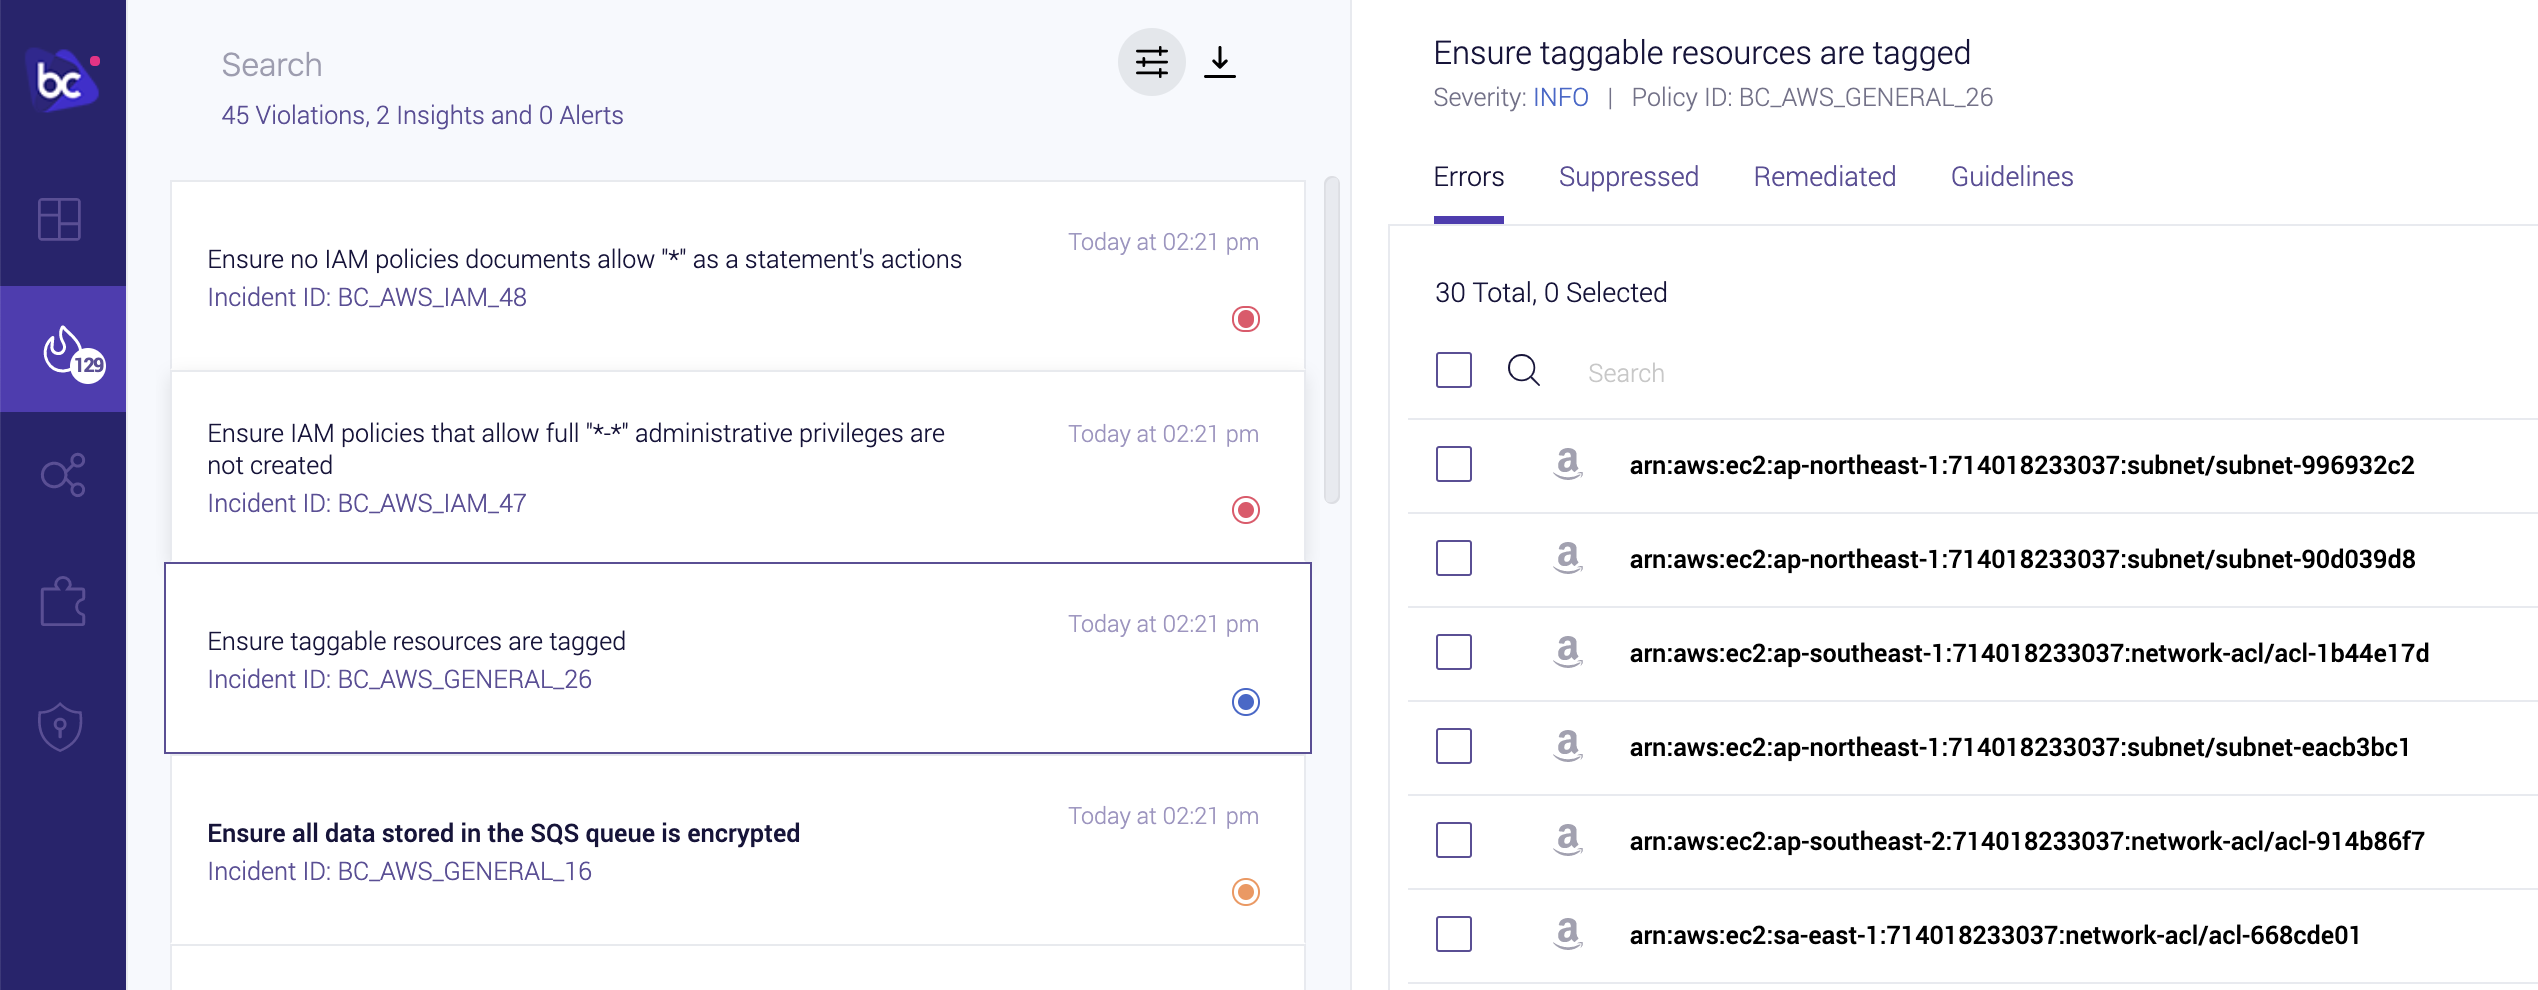 bc
129
Search
45 Violations, 2 Insights and 0 Alerts
Ensure no IAM policies documents allow "*" as a statement's actions
Incident ID: BC_AWS_IAM_48
Today at 02:21 pm
Ensure IAM policies that allow full "*-*" administrative privileges are
not created
Incident ID: BC_AWS_IAM_47
Today at 02:21 pm
Ensure taggable resources are tagged
Incident ID: BC_AWS_GENERAL_26
Today at 02:21 pm
Ensure all data stored in the SQS queue is encrypted
Incident ID: BC_AWS_GENERAL_16
Today at 02:21 pm
Ensure taggable resources are tagged
Severity: INFO | Policy ID: BC_AWS_GENERAL_26
Errors Suppressed Remediated Guidelines
30 Total, 0 Selected
Search
arn:aws:ec2:ap-northeast-1:714018233037:subnet/subnet-996932c2
arn:aws:ec2:ap-northeast-1:714018233037:subnet/subnet-90d039d8
arn:aws:ec2:ap-southeast-1:714018233037:network-acl/acl-1b44e17d
arn:aws:ec2:ap-northeast-1:714018233037:subnet/subnet-eacb3bc1
arn:aws:ec2:ap-southeast-2:714018233037:network-acl/acl-914b86f7
arn:aws:ec2:sa-east-1:714018233037:network-acl/acl-668cde01